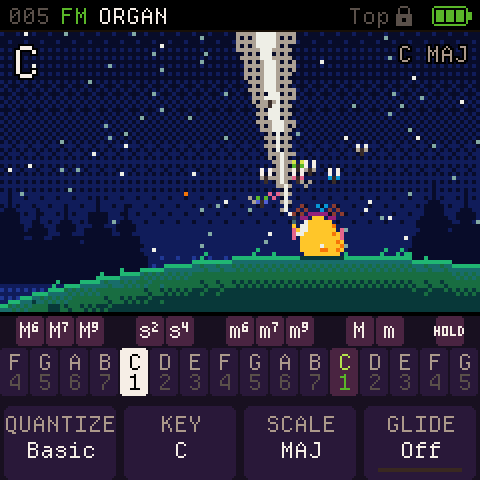 005 FM ORGAN Top
C C MAJ
M6 M7 M9 S2 S4 m6 m7 m9 M m HOLD
F G A B C D E F G A B C D E F G
4 5 6 7 1 2 3 4 5 6 7 1 2 3 4 5
QUANTIZE KEY SCALE GLIDE
Basic C MAJ Off